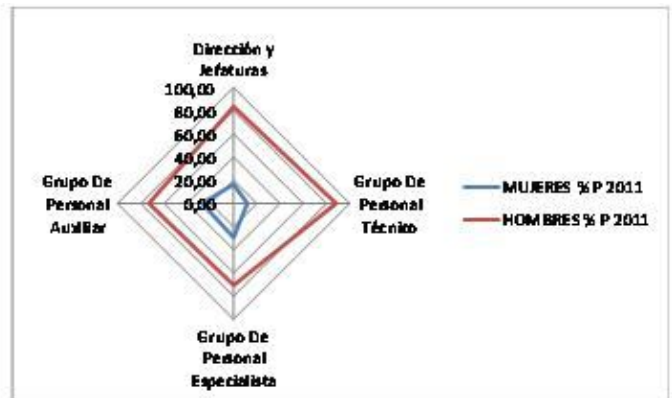 Dirección y
Jefaturas
100,00
80,00
60,00
40,00
20,00
0,00
Grupo De
Personal
Auxiliar
Grupo De
Personal
Técnico
Grupo De
Personal
Especialista
MUJERES % P 2011
HOMBRES % P 2011